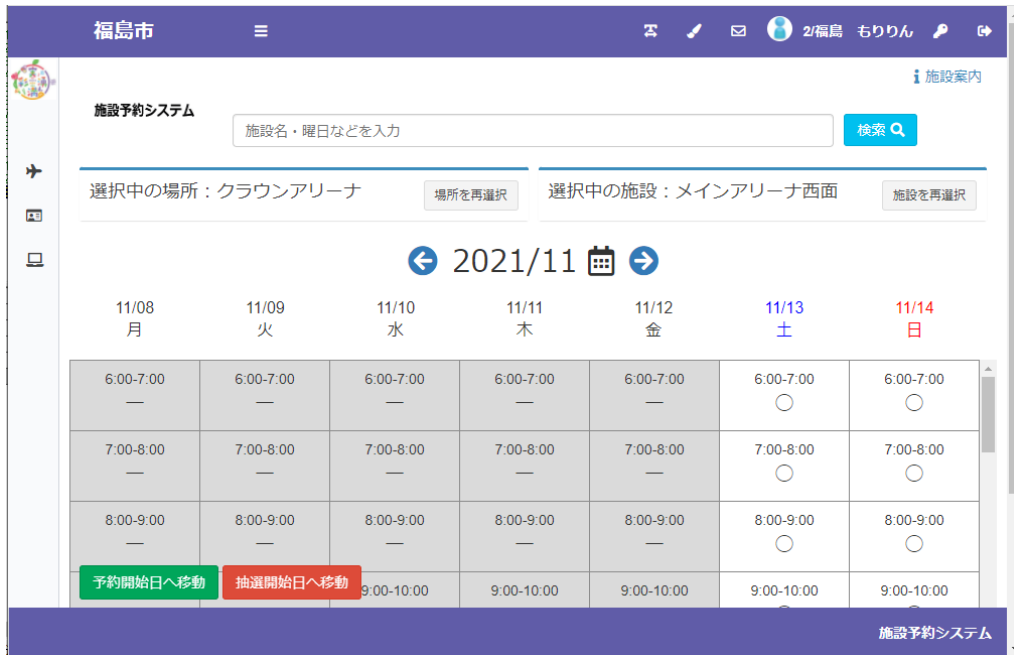 福島市
2/福島 もりりん
施設案内
施設予約システム
施設名・曜日などを入力
検索
選択中の場所：クラウンアリーナ
場所を再選択
選択中の施設：メインアリーナ西面
施設を再選択
2021/11
11/08 11/09 11/10 11/11 11/12 11/13 11/14
月 火 水 木 金 土 日
6:00-7:00 6:00-7:00 6:00-7:00 6:00-7:00 6:00-7:00 6:00-7:00 6:00-7:00
— — — — — ○ ○
7:00-8:00 7:00-8:00 7:00-8:00 7:00-8:00 7:00-8:00 7:00-8:00 7:00-8:00
— — — — — ○ ○
8:00-9:00 8:00-9:00 8:00-9:00 8:00-9:00 8:00-9:00 8:00-9:00 8:00-9:00
— — — — — ○ ○
予約開始日へ移動 抽選開始日へ移動 9:00-10:00 9:00-10:00 9:00-10:00 9:00-10:00 9:00-10:00
施設予約システム